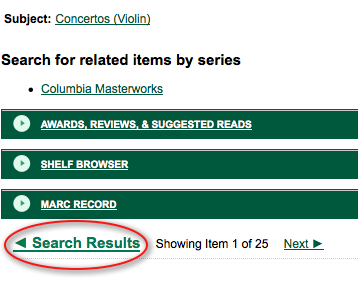 Subject: Concertos (Violin)
Search for related items by series
• Columbia Masterworks
AWARDS, REVIEWS, & SUGGESTED READS
SHELF BROWSER
MARC RECORD
◄ Search Results Showing Item 1 of 25 Next ►